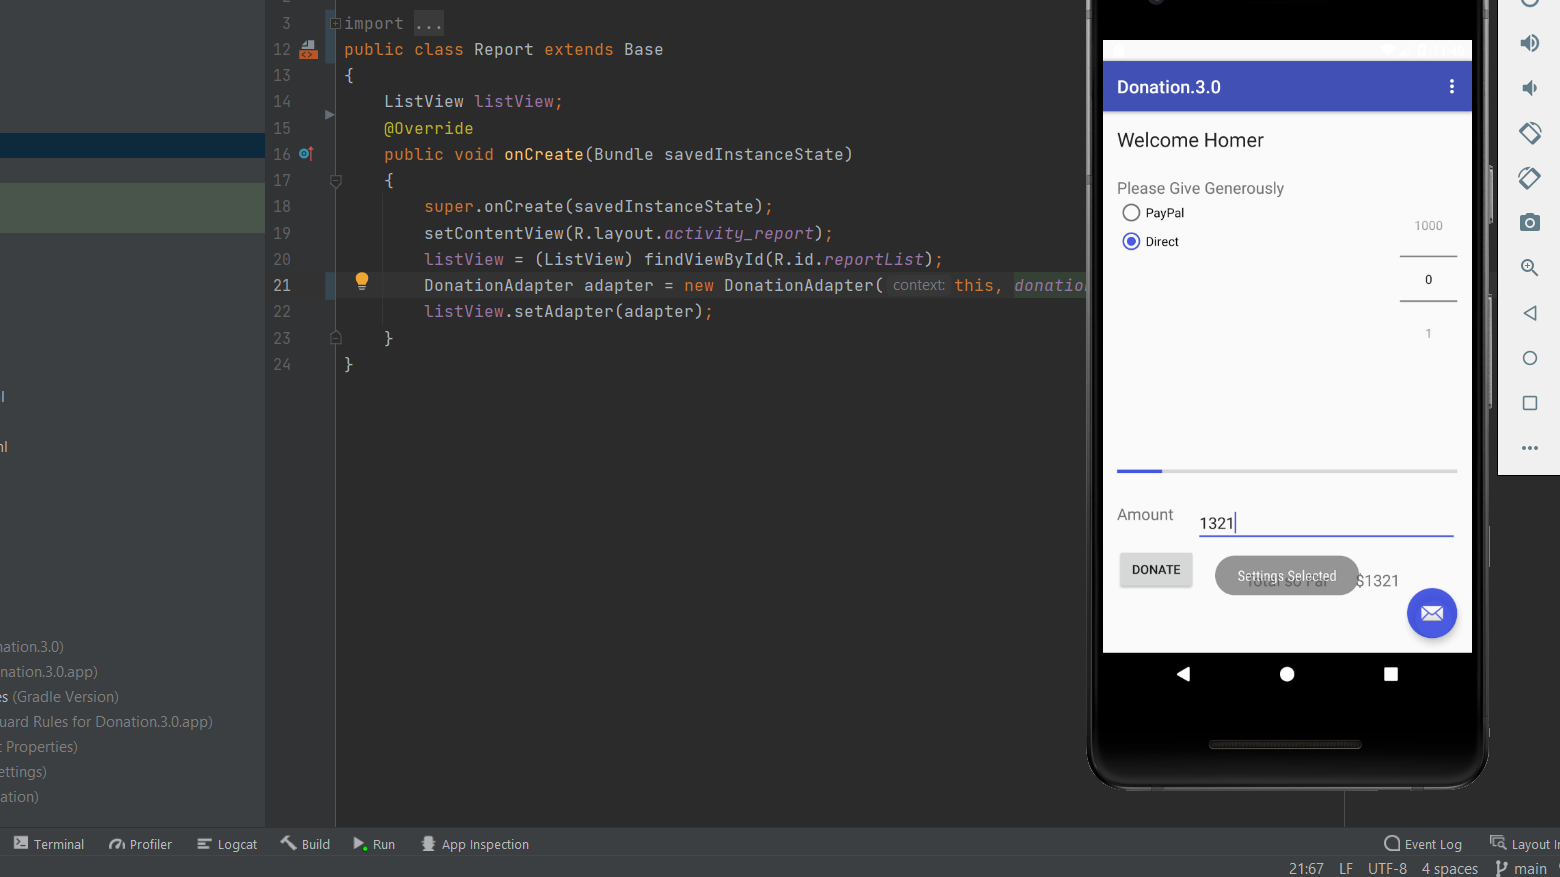 3 import ...
12 public class Report extends Base
13 {
14 ListView listView;
15 @Override
16 public void onCreate(Bundle savedInstanceState)
17 {
18 super.onCreate(savedInstanceState);
19 setContentView(R.layout.activity_report);
20 listView = (ListView) findViewById(R.id.reportList);
21 DonationAdapter adapter = new DonationAdapter( context: this, donation
22 listView.setAdapter(adapter);
23 }
24 }
Donation.3.0
Welcome Homer
Please Give Generously
PayPal
Direct
1000
0
1
Amount
1321
DONATE
Settings Selected
Total so Far
$1321
l
nl
nation.3.0)
nation.3.0.app)
es (Gradle Version)
uard Rules for Donation.3.0.app)
t Properties)
ettings)
ation)
Terminal Profiler Logcat Build Run App Inspection Event Log Layout In
21:67 LF UTF-8 4 spaces main